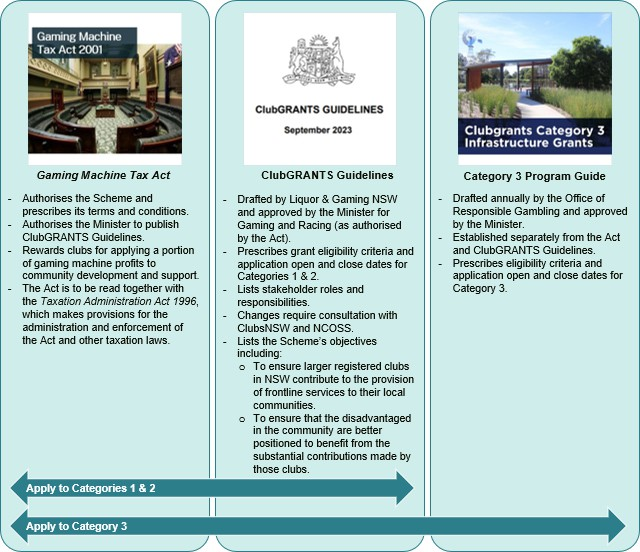 Gaming Machine
Tax Act 2001
Gaming Machine Tax Act
- Authorises the Scheme and
prescribes its terms and conditions.
- Authorises the Minister to publish
ClubGRANTS Guidelines.
- Rewards clubs for applying a portion
of gaming machine profits to
community development and support.
- The Act is to be read together with
the Taxation Administration Act 1996,
which makes provisions for the
administration and enforcement of
the Act and other taxation laws.
ClubGRANTS GUIDELINES
September 2023
ClubGRANTS Guidelines
- Drafted by Liquor & Gaming NSW
and approved by the Minister for
Gaming and Racing (as authorised
by the Act).
- Prescribes grant eligibility criteria and
application open and close dates for
Categories 1 & 2.
- Lists stakeholder roles and
responsibilities.
- Changes require consultation with
ClubsNSW and NCOSS.
- Lists the Scheme's objectives
including:
o To ensure larger registered clubs
in NSW contribute to the provision
of frontline services to their local
communities.
o To ensure that the disadvantaged
in the community are better
positioned to benefit from the
substantial contributions made by
those clubs.
Clubgrants Category 3
Infrastructure Grants
Category 3 Program Guide
- Drafted annually by the Office of
Responsible Gambling and approved
by the Minister.
- Established separately from the Act
and ClubGRANTS Guidelines.
- Prescribes eligibility criteria and
application open and close dates for
Category 3.
Apply to Categories 1 & 2
Apply to Category 3